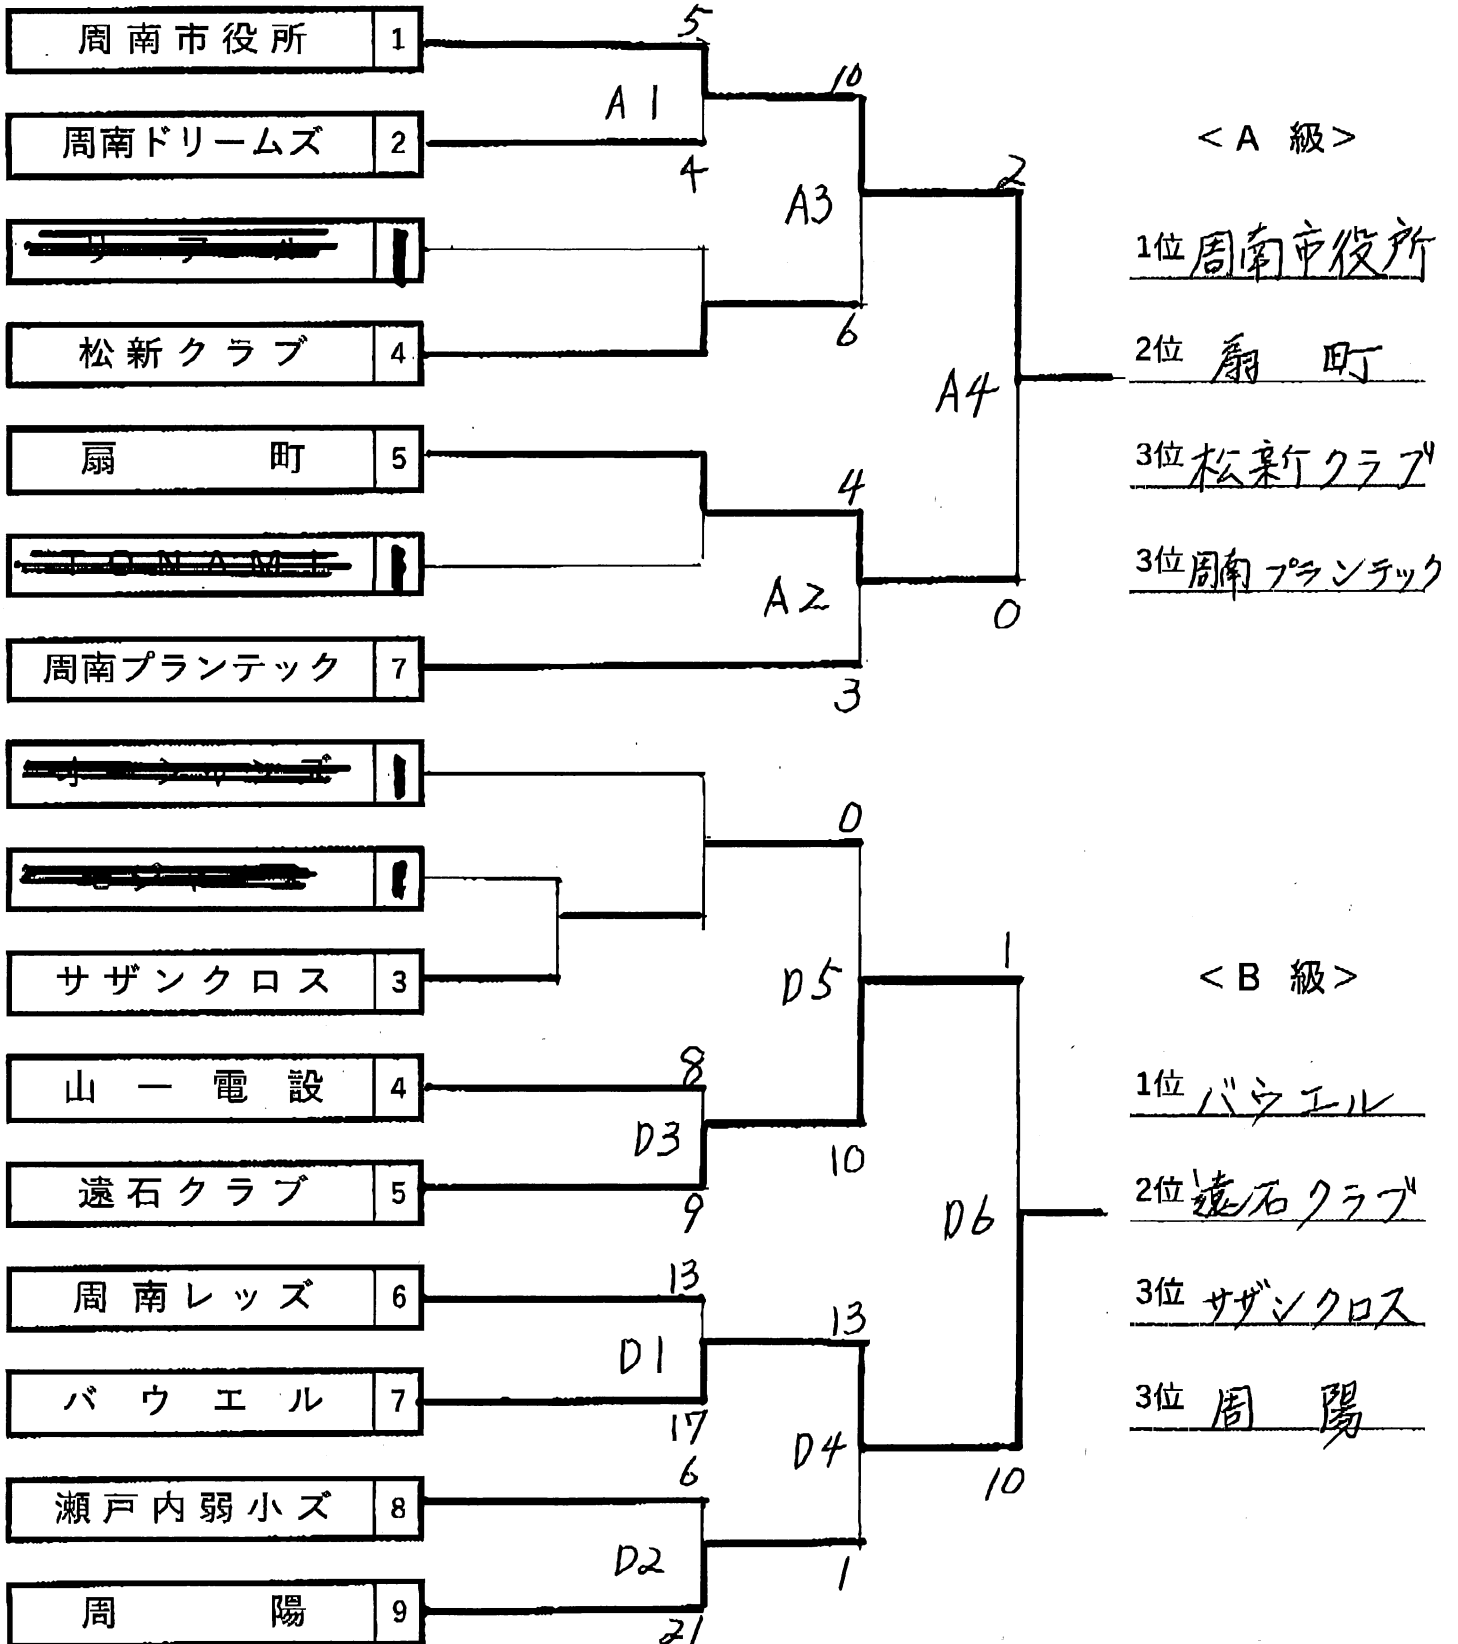 周南市役所 1
5
10
A1
周南ドリームズ 2
4
A3
2
リアル
松新クラブ 4
6
A4
扇町 5
4
TONAMI
A2
0
周南プランテック 7
3
<A級>
1位 周南市役所
2位 扇町
3位 松新クラブ
3位 周南プランテック
0
サザンクロス 3
D5
1
山一電設 4
8
D3
10
遠石クラブ 5
9
D6
周南レッズ 6
13
13
D1
バウエル 7
17
D4
10
瀬戸内弱小ズ 8
6
D2
1
周陽 9
21
<B級>
1位 バウエル
2位 遠石クラブ
3位 サザンクロス
3位 周陽